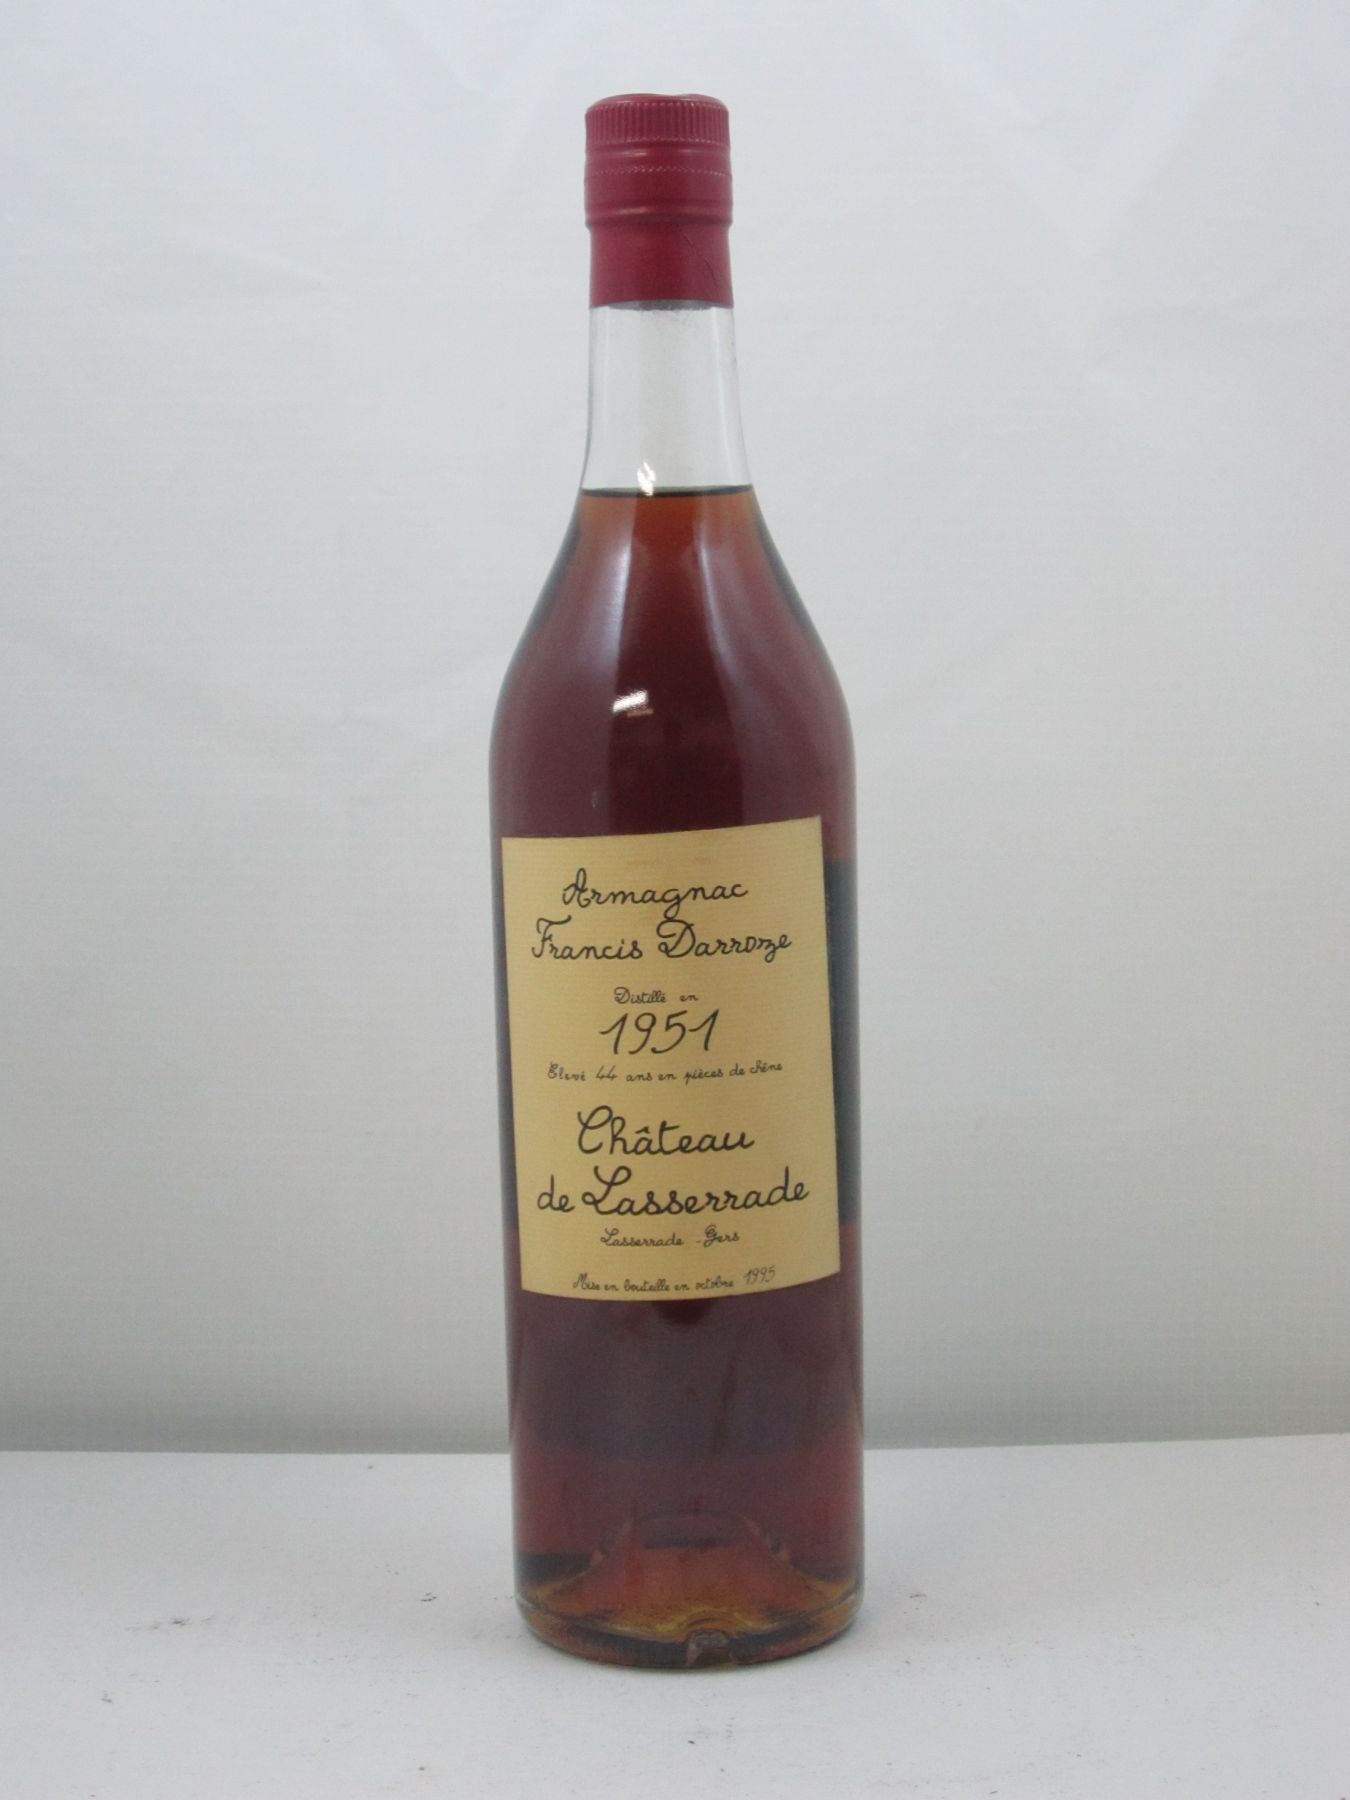 Armagnac
Francis Darroze
Distillé en
1951
Elevé 44 ans en pièces de chêne
Château
de Lasserrade
Lasserrade - Gers
Mise en bouteille en octobre 1995